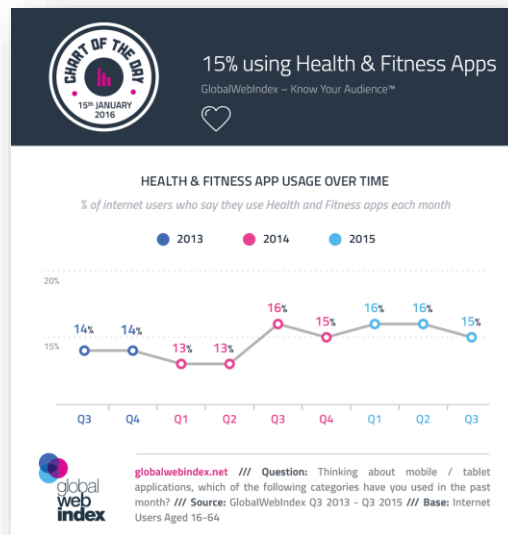 CHART OF THE DAY
15th JANUARY
2016
15% using Health & Fitness Apps
GlobalWebIndex – Know Your Audience™
HEALTH & FITNESS APP USAGE OVER TIME
% of internet users who say they use Health and Fitness apps each month
2013 2014 2015
20%
16% 16% 16%
15% 15%
14% 14%
13% 13%
15%
Q3 Q4 Q1 Q2 Q3 Q4 Q1 Q2 Q3
global
web
index
globalwebindex.net /// Question: Thinking about mobile / tablet
applications, which of the following categories have you used in the past
month? /// Source: GlobalWebIndex Q3 2013 - Q3 2015 /// Base: Internet
Users Aged 16-64